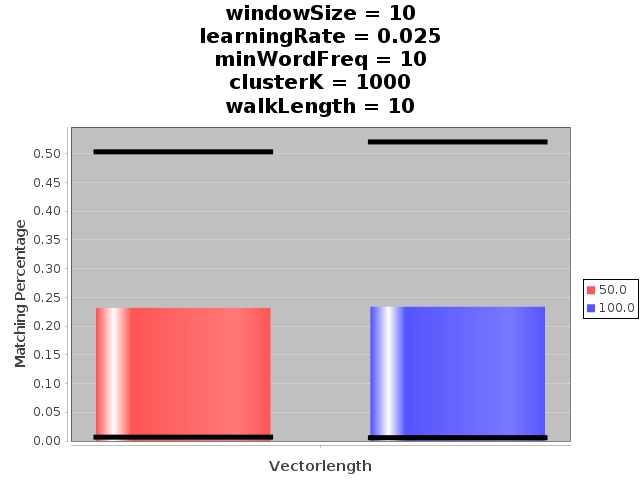 windowSize = 10
learningRate = 0.025
minWordFreq = 10
clusterK = 1000
walkLength = 10
Matching Percentage
0.50
0.45
0.40
0.35
0.30
0.25
0.20
0.15
0.10
0.05
0.00
Vectorlength
50.0
100.0